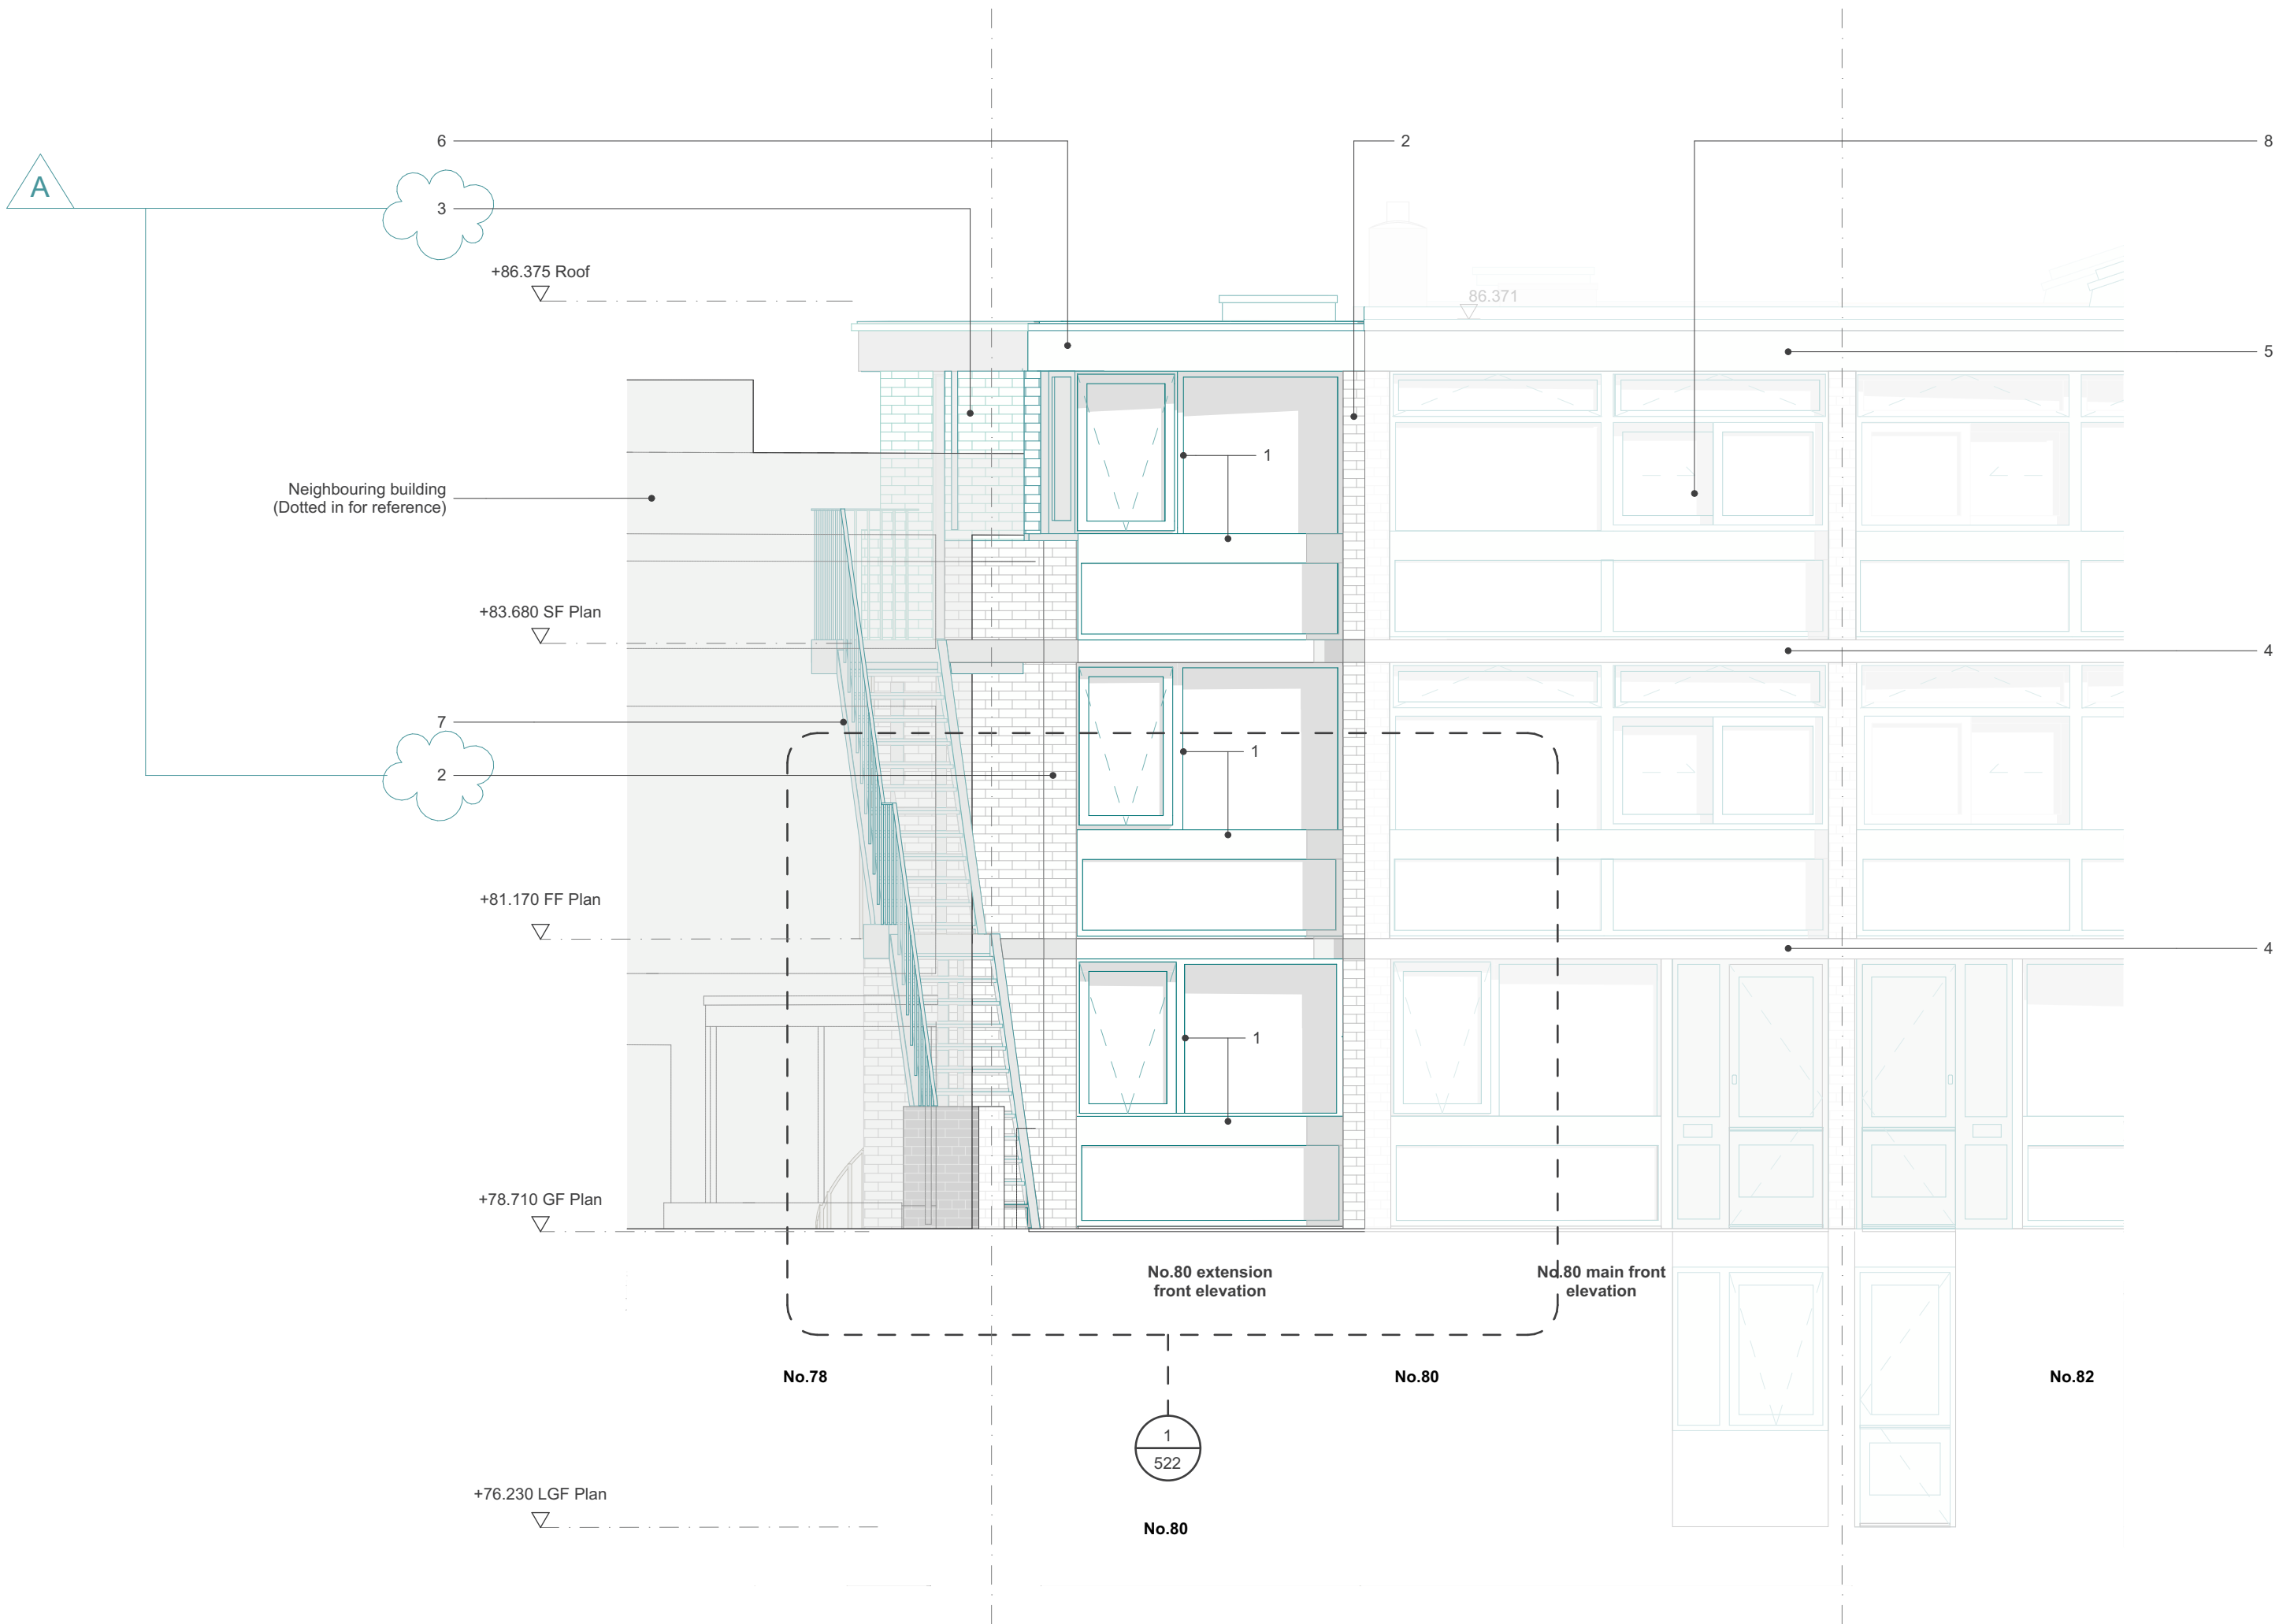 6
2
8
A
3
+86.375 Roof
86.371
5
1
Neighbouring building
(Dotted in for reference)
+83.680 SF Plan
4
7
1
2
+81.170 FF Plan
4
1
+78.710 GF Plan
No.80 extension
front elevation
No.80 main front
elevation
No.78
No.80
No.82
1
522
+76.230 LGF Plan
No.80